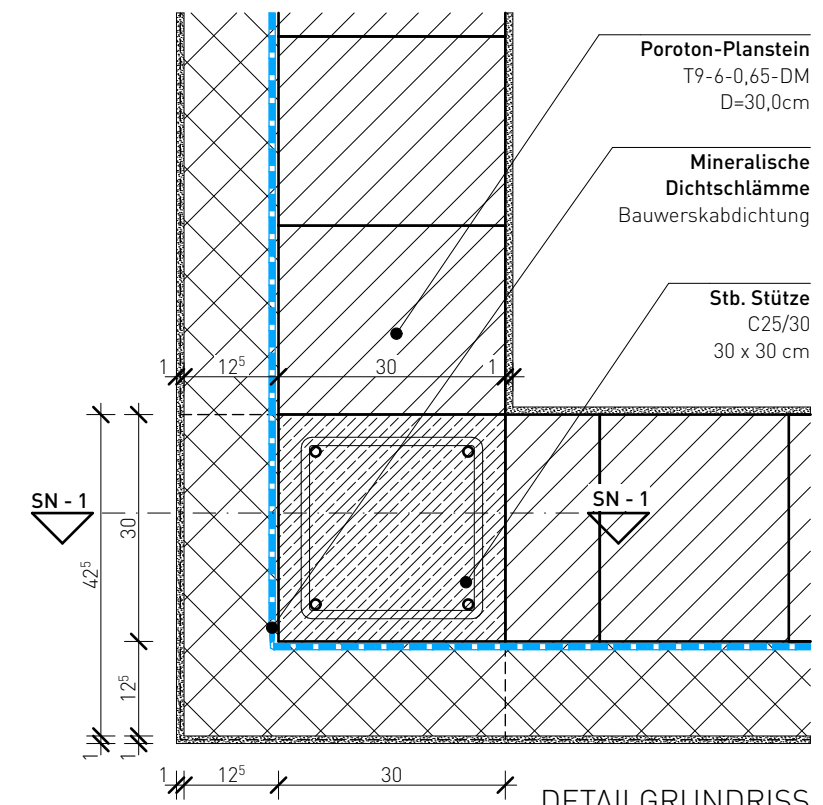 Poroton-Planstein
T9-6-0,65-DM
D=30,0cm
Mineralische
Dichtschlämme
Bauwerksabdichtung
Stb. Stütze
C25/30
30 x 30 cm
1 12⁵ 30 1
SN - 1
SN - 1
42⁵
30
12⁵
1
1
1 12⁵ 30
DETAILGRUNDRISS